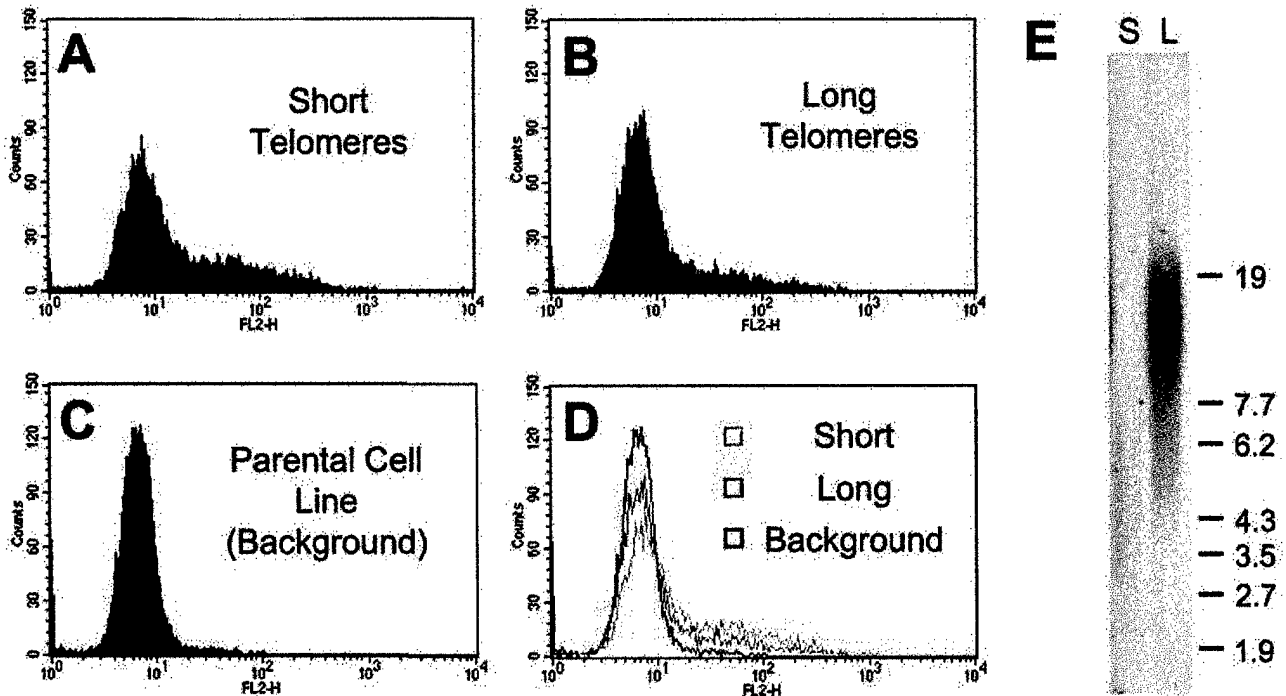 A
Short
Telomeres
Counts
150
120
90
60
30
0
10^0
10^1
10^2
10^3
10^4
FL2-H
B
Long
Telomeres
Counts
150
120
90
60
30
0
10^0
10^1
10^2
10^3
10^4
FL2-H
C
Parental Cell
Line
(Background)
Counts
150
120
90
60
30
0
10^0
10^1
10^2
10^3
10^4
FL2-H
D
Short
Long
Background
Counts
150
120
90
60
30
0
10^0
10^1
10^2
10^3
10^4
FL2-H
E
S L
19
7.7
6.2
4.3
3.5
2.7
1.9